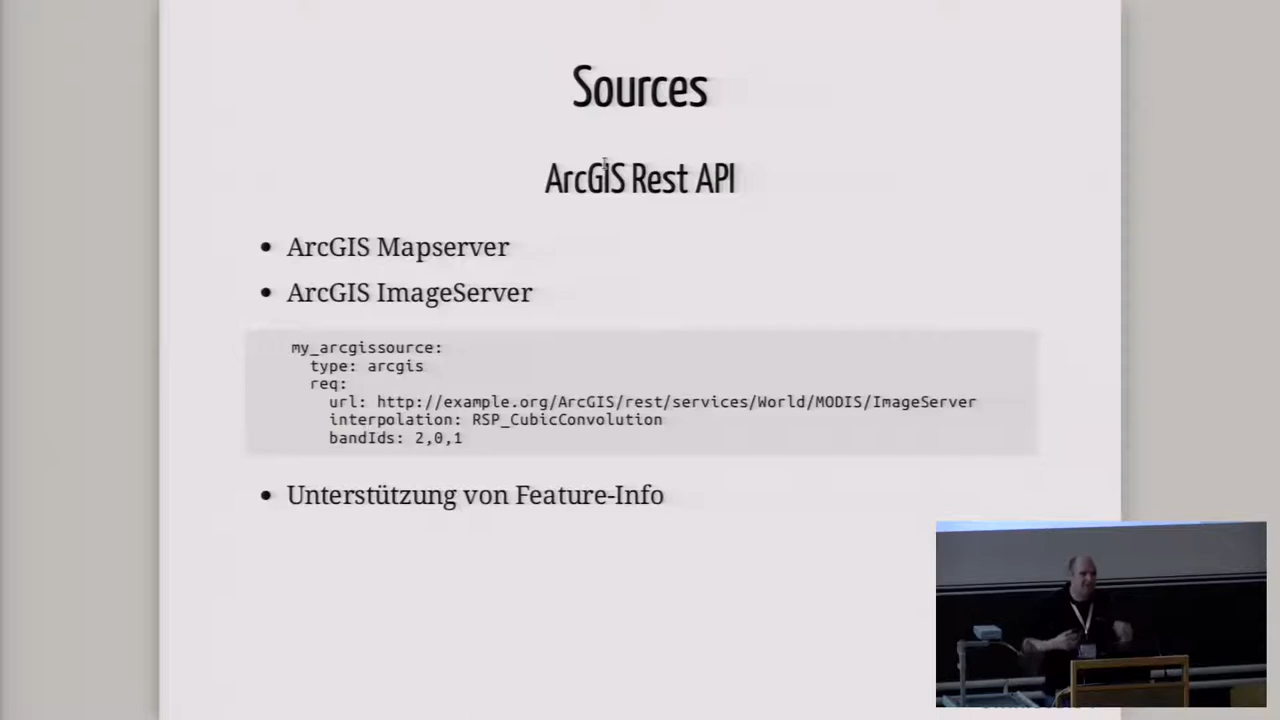 Sources
ArcGIS Rest API
• ArcGIS Mapserver
• ArcGIS ImageServer
my_arcgissource:
type: arcgis
req:
url: http://example.org/ArcGIS/rest/services/World/MODIS/ImageServer
interpolation: RSP_CubicConvolution
bandIds: 2,0,1
• Unterstützung von Feature-Info